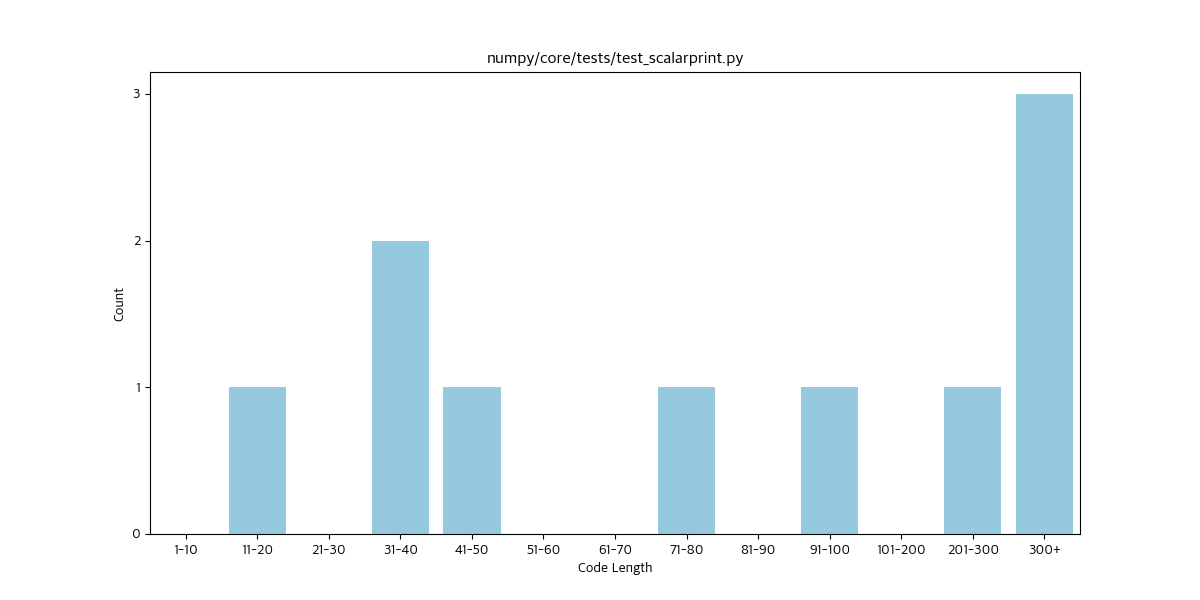 numpy/core/tests/test_scalarprint.py
3
2
1
0
Count
1-10 11-20 21-30 31-40 41-50 51-60 61-70 71-80 81-90 91-100 101-200 201-300 300+
Code Length